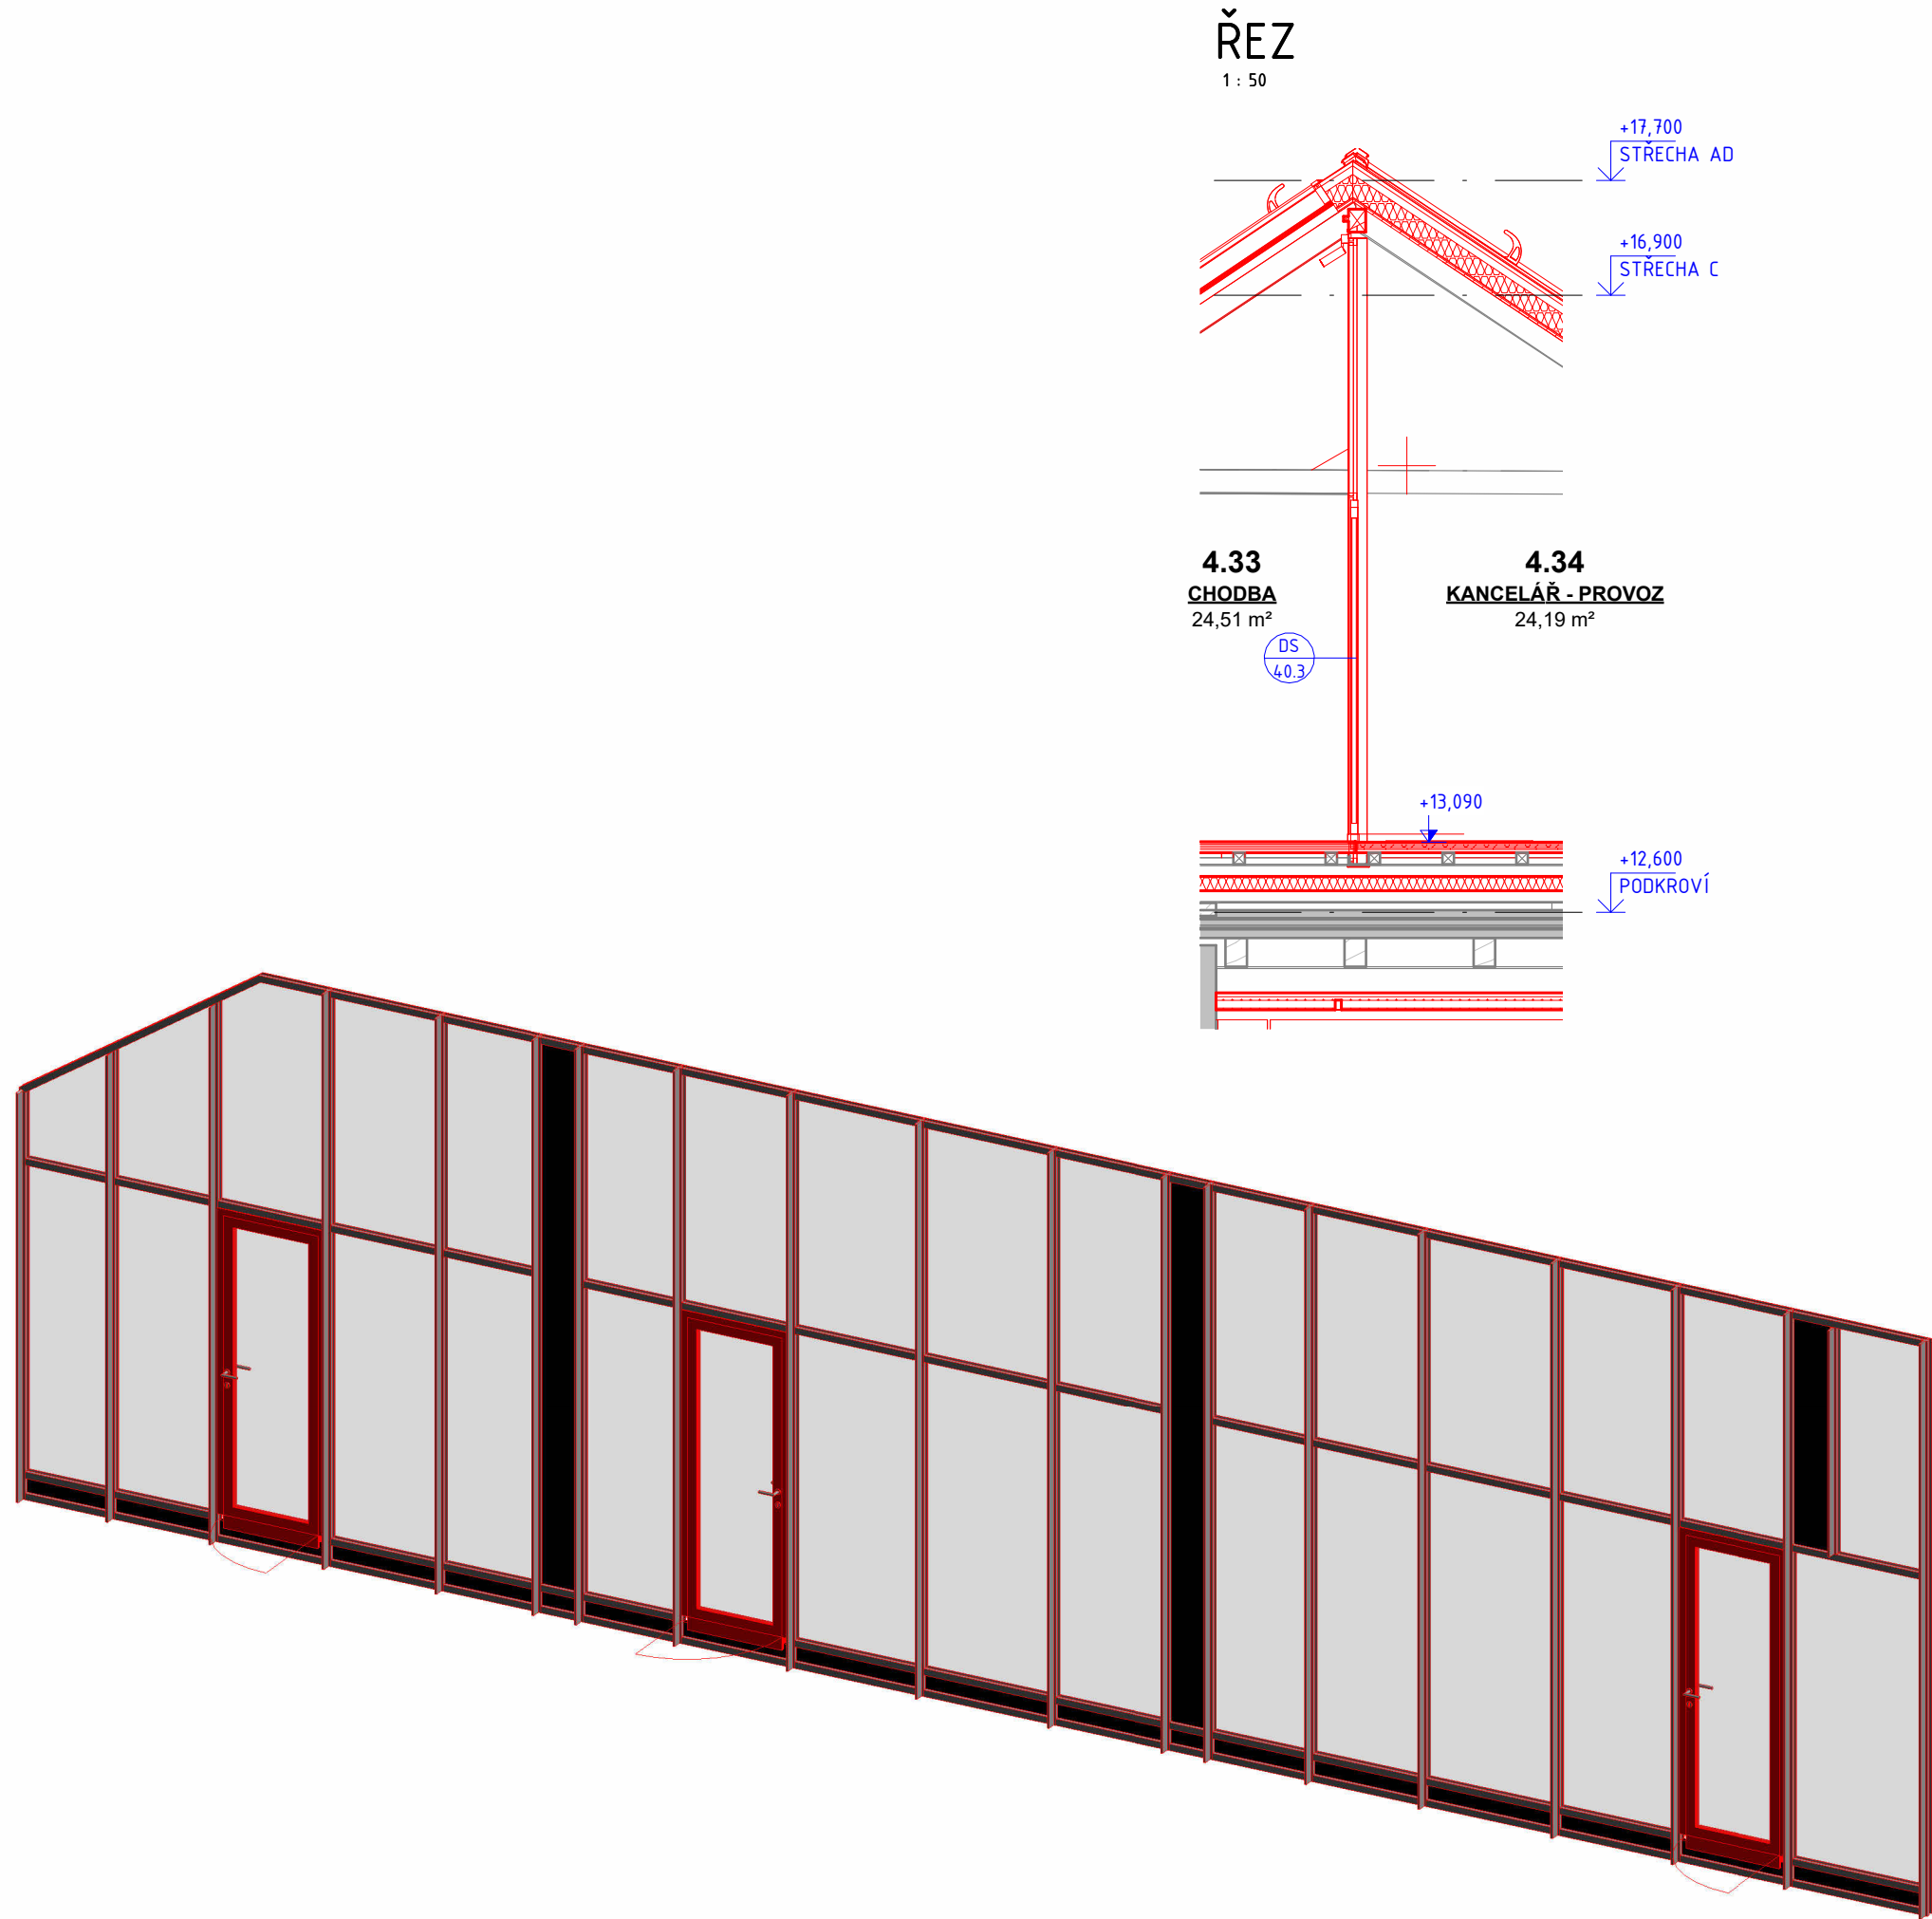 ŘEZ
1 : 50
+17,700
STŘECHA AD
+16,900
STŘECHA C
4.33
CHODBA
24,51 m²
4.34
KANCELÁŘ - PROVOZ
24,19 m²
DS
40.3
+13,090
+12,600
PODKROVÍ